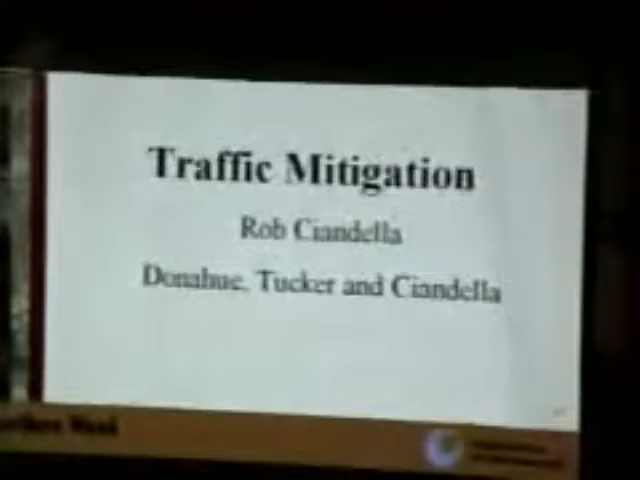 Traffic Mitigation
Rob Ciandella
Donahue, Tucker and Ciandella